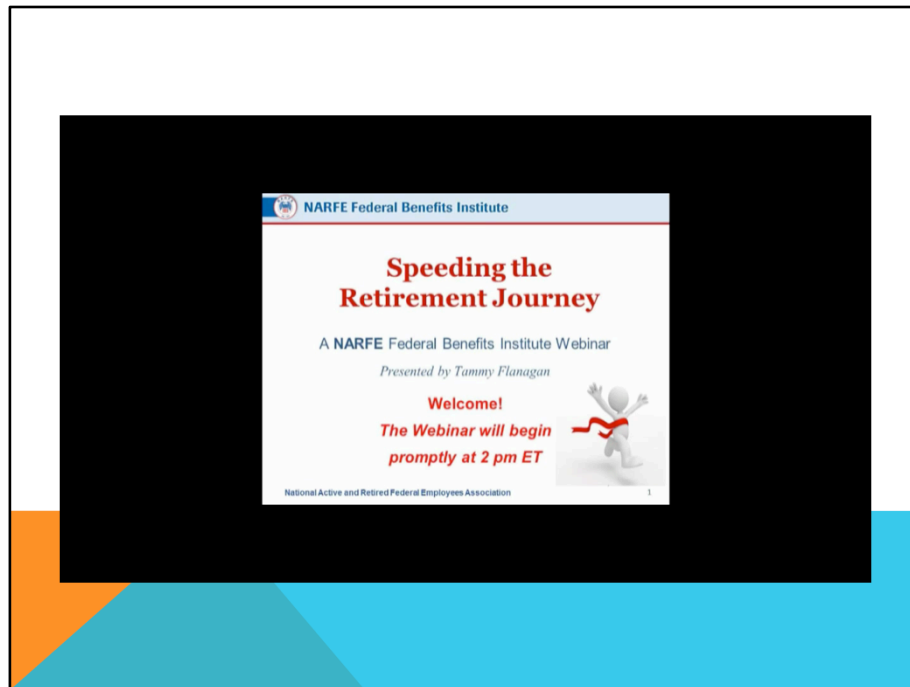 NARFE Federal Benefits Institute
Speeding the
Retirement Journey
A NARFE Federal Benefits Institute Webinar
Presented by Tammy Flanagan
Welcome!
The Webinar will begin
promptly at 2 pm ET
National Active and Retired Federal Employees Association
1